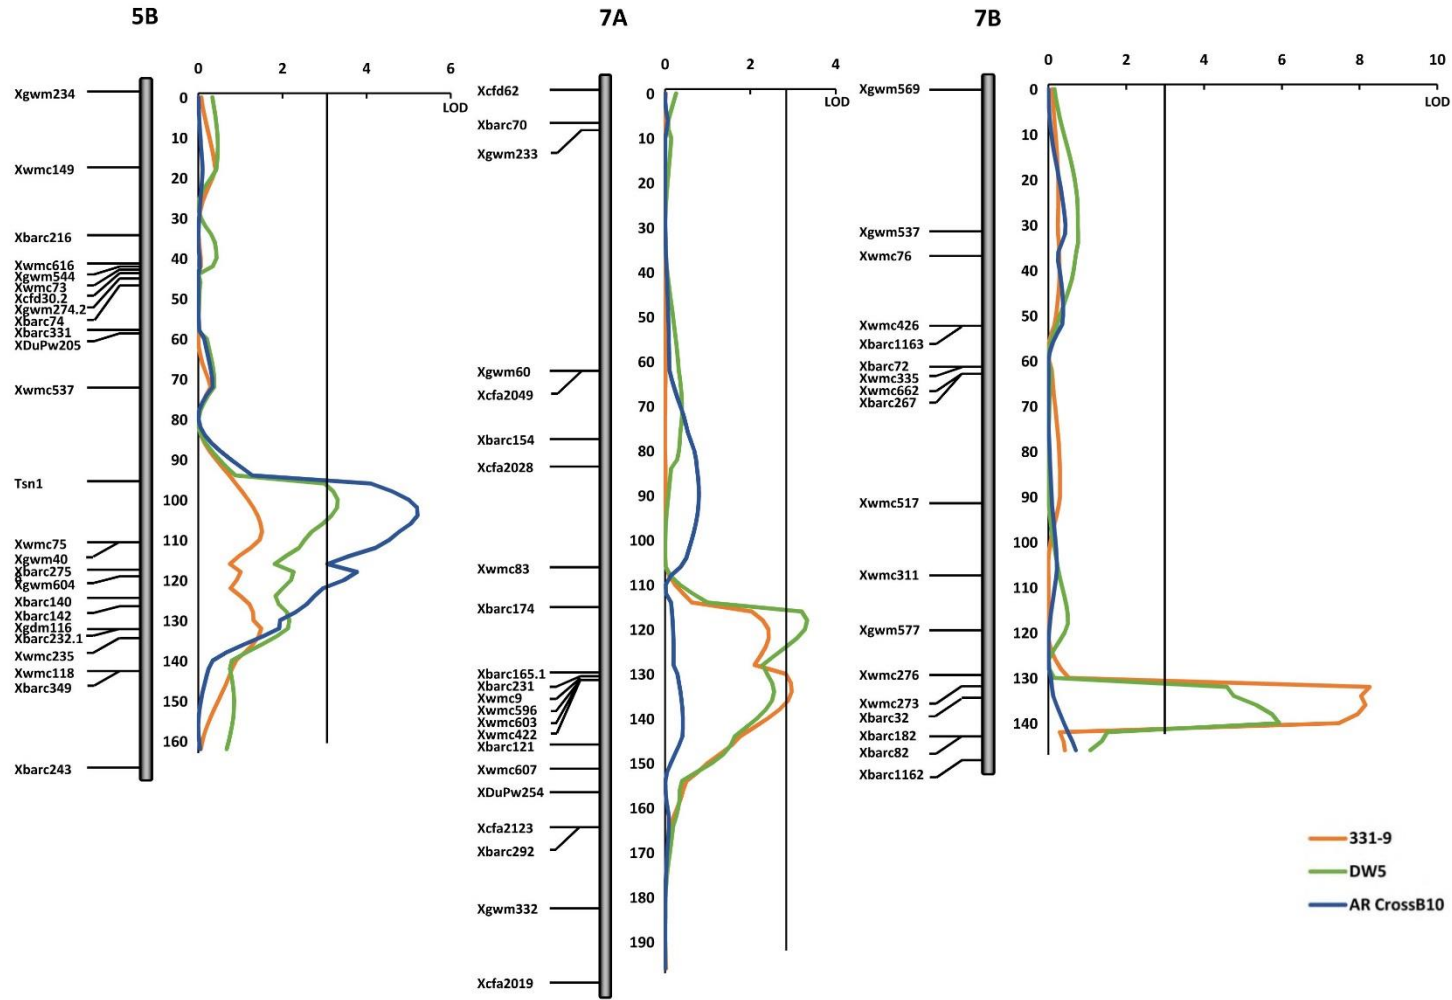 5B
0 2 4 6
LOD
Xgwm234
Xwmc149
Xbarc216
Xwmc616
Xgwm544
Xwmc73
Xcfd30.2
Xgwm274.2
Xbarc74
Xbarc331
XDuPw205
Xwmc537
Tsn1
Xwmc75
Xgwm40
Xbarc275
Xgwm604
Xbarc140
Xbarc142
Xgdm116
Xbarc232.1
Xwmc235
Xwmc118
Xbarc349
Xbarc243
0
10
20
30
40
50
60
70
80
90
100
110
120
130
140
150
160
7A
0 2 4
LOD
Xcfd62
Xbarc70
Xgwm233
Xgwm60
Xcfa2049
Xbarc154
Xcfa2028
Xwmc83
Xbarc174
Xbarc165.1
Xbarc231
Xwmc9
Xwmc596
Xwmc603
Xwmc422
Xbarc121
Xwmc607
XDuPw254
Xcfa2123
Xbarc292
Xgwm332
Xcfa2019
0
10
20
30
40
50
60
70
80
90
100
110
120
130
140
150
160
170
180
190
7B
0 2 4 6 8 10
LOD
Xgwm569
Xgwm537
Xwmc76
Xwmc426
Xbarc1163
Xbarc72
Xwmc335
Xwmc662
Xbarc267
Xwmc517
Xwmc311
Xgwm577
Xwmc276
Xwmc273
Xbarc32
Xbarc182
Xbarc82
Xbarc1162
0
10
20
30
40
50
60
70
80
90
100
110
120
130
140
331-9
DW5
AR CrossB10